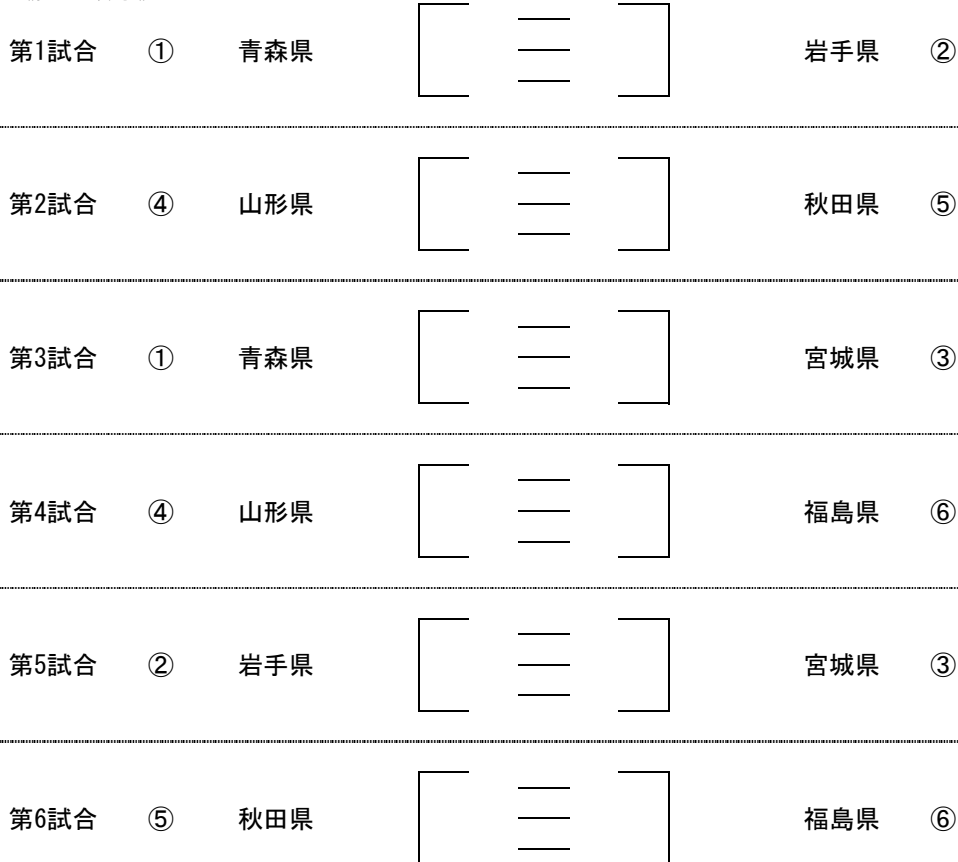 第1試合 ① 青森県 岩手県 ②
第2試合 ④ 山形県 秋田県 ⑤
第3試合 ① 青森県 宮城県 ③
第4試合 ④ 山形県 福島県 ⑥
第5試合 ② 岩手県 宮城県 ③
第6試合 ⑤ 秋田県 福島県 ⑥